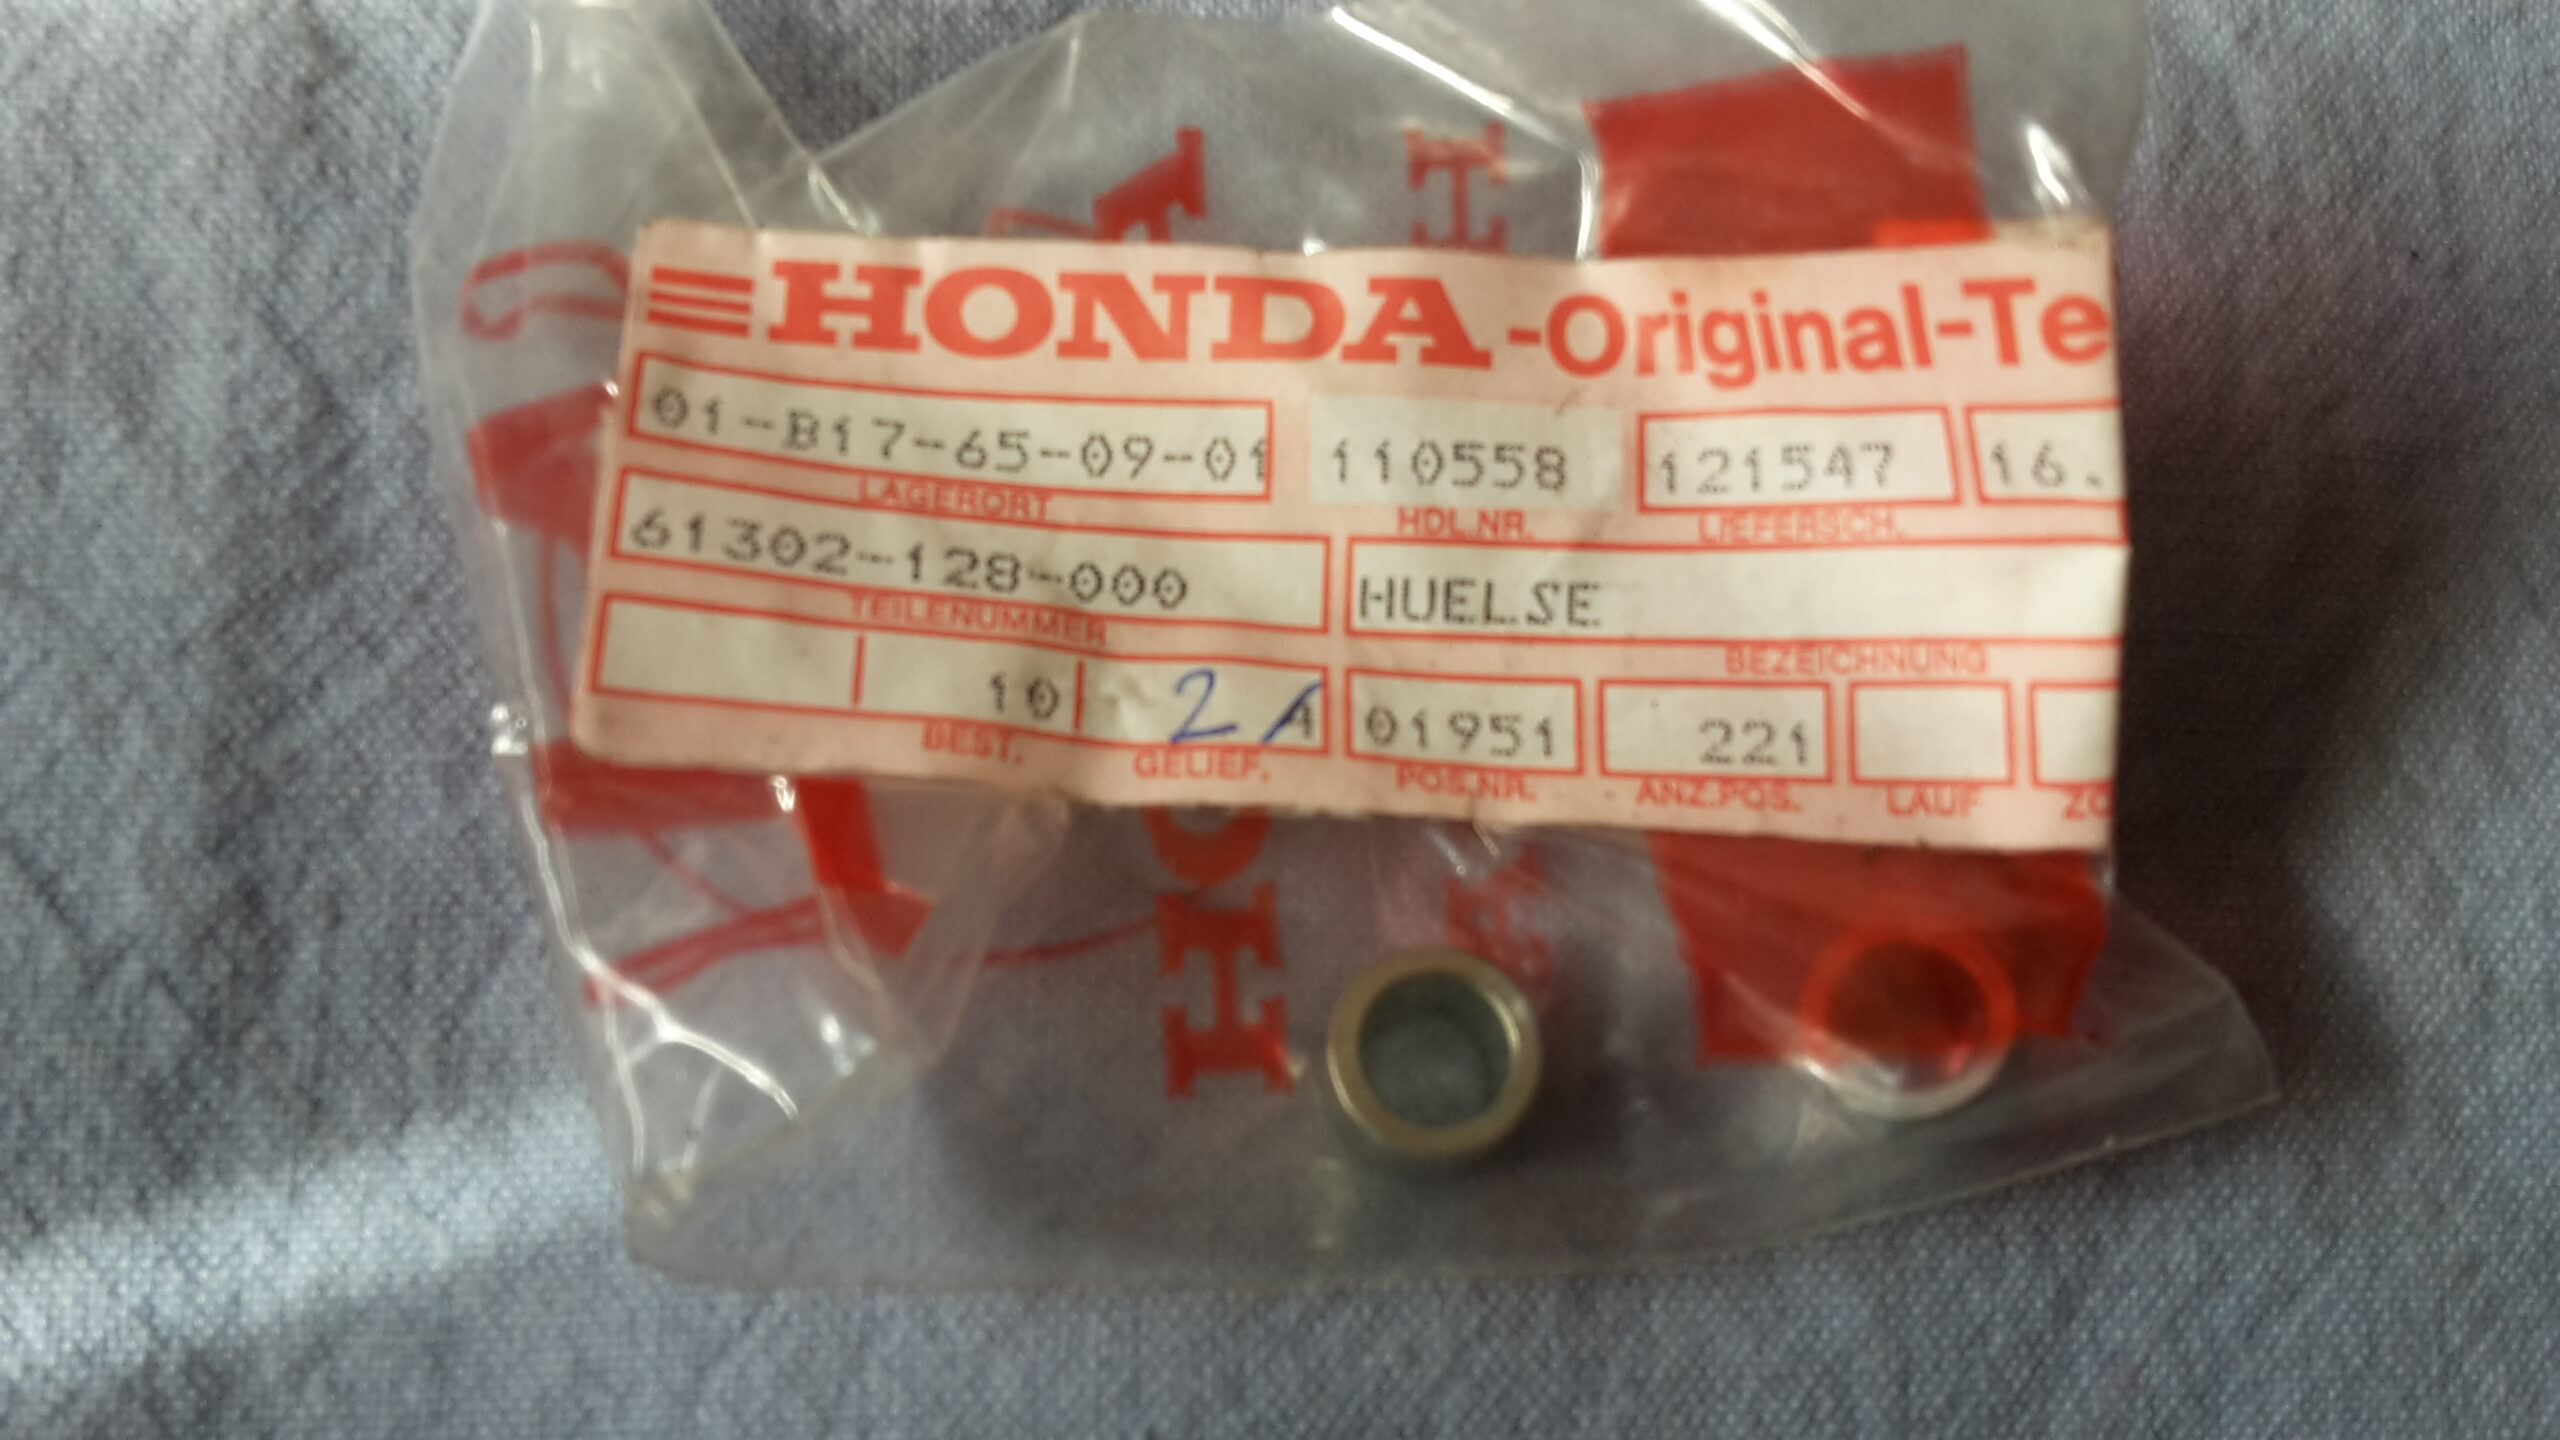 HONDA-Original-Te
01-B17-65-09-01 110558 121547 16.
LAGERORT HDL.NR. LIEFERSCH.
61302-128-000 HUELSE
TEILENUMMER BEZEICHNUNG
10 2 01951 221
BEST. GELIEF. POS.NR. ANZ.POS. LAUF ZO